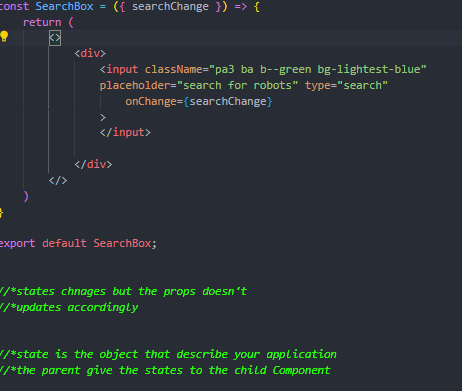 const SearchBox = ({ searchChange }) => {
return (
<>
<div>
<input className="pa3 ba b--green bg-lightest-blue"
placeholder="search for robots" type="search"
onChange={searchChange}
>
</input>
</div>
</>
)
}
export default SearchBox;
//*states chnages but the props doesn't
//*updates accordingly
//*state is the object that describe your application
//*the parent give the states to the child Component